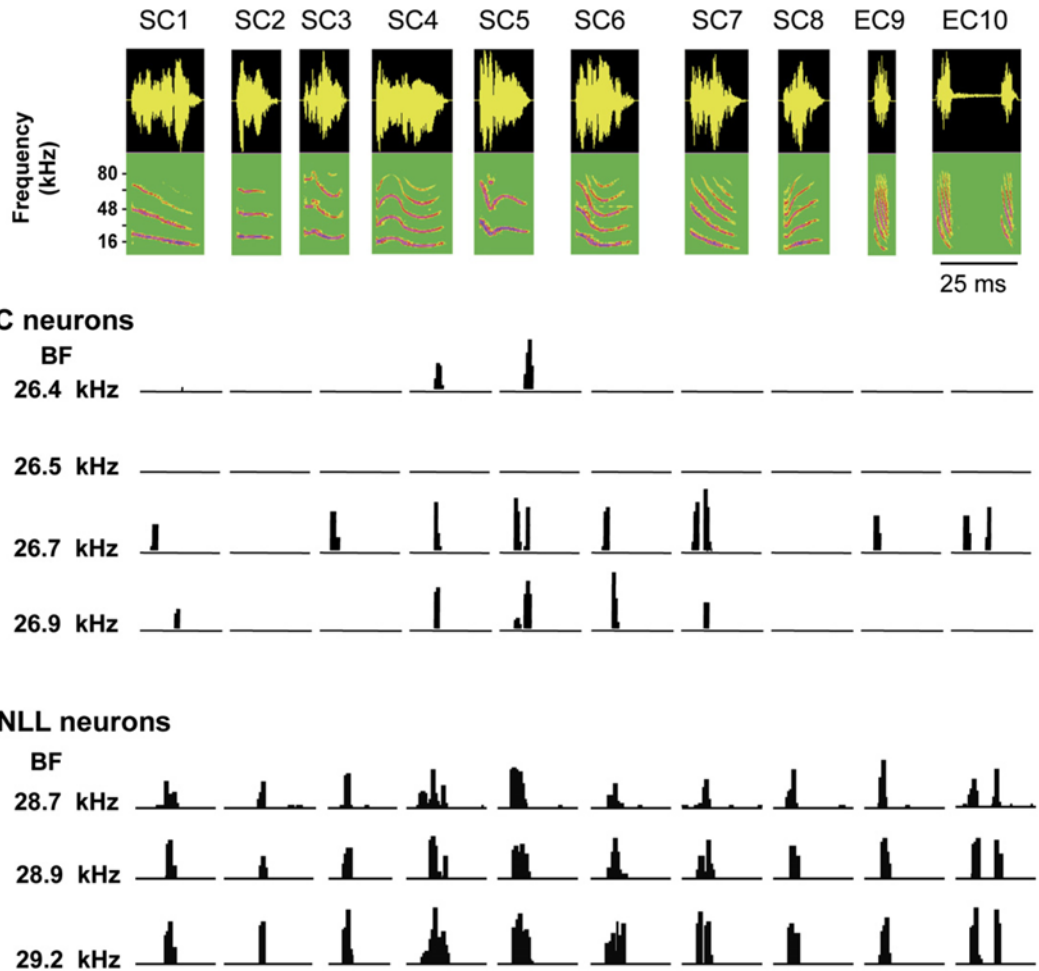 SC1 SC2 SC3 SC4 SC5 SC6 SC7 SC8 EC9 EC10
Frequency
(kHz)
80
48
16
25 ms
C neurons
BF
26.4 kHz
26.5 kHz
26.7 kHz
26.9 kHz
NLL neurons
BF
28.7 kHz
28.9 kHz
29.2 kHz